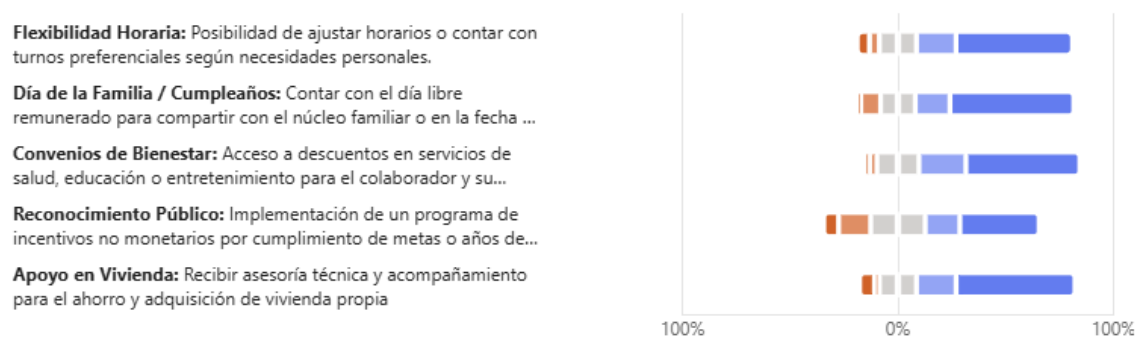 Flexibilidad Horaria: Posibilidad de ajustar horarios o contar con
turnos preferenciales según necesidades personales.
Día de la Familia / Cumpleaños: Contar con el día libre
remunerado para compartir con el núcleo familiar o en la fecha ...
Convenios de Bienestar: Acceso a descuentos en servicios de
salud, educación o entretenimiento para el colaborador y su...
Reconocimiento Público: Implementación de un programa de
incentivos no monetarios por cumplimiento de metas o años de...
Apoyo en Vivienda: Recibir asesoría técnica y acompañamiento
para el ahorro y adquisición de vivienda propia
100% 0% 100%